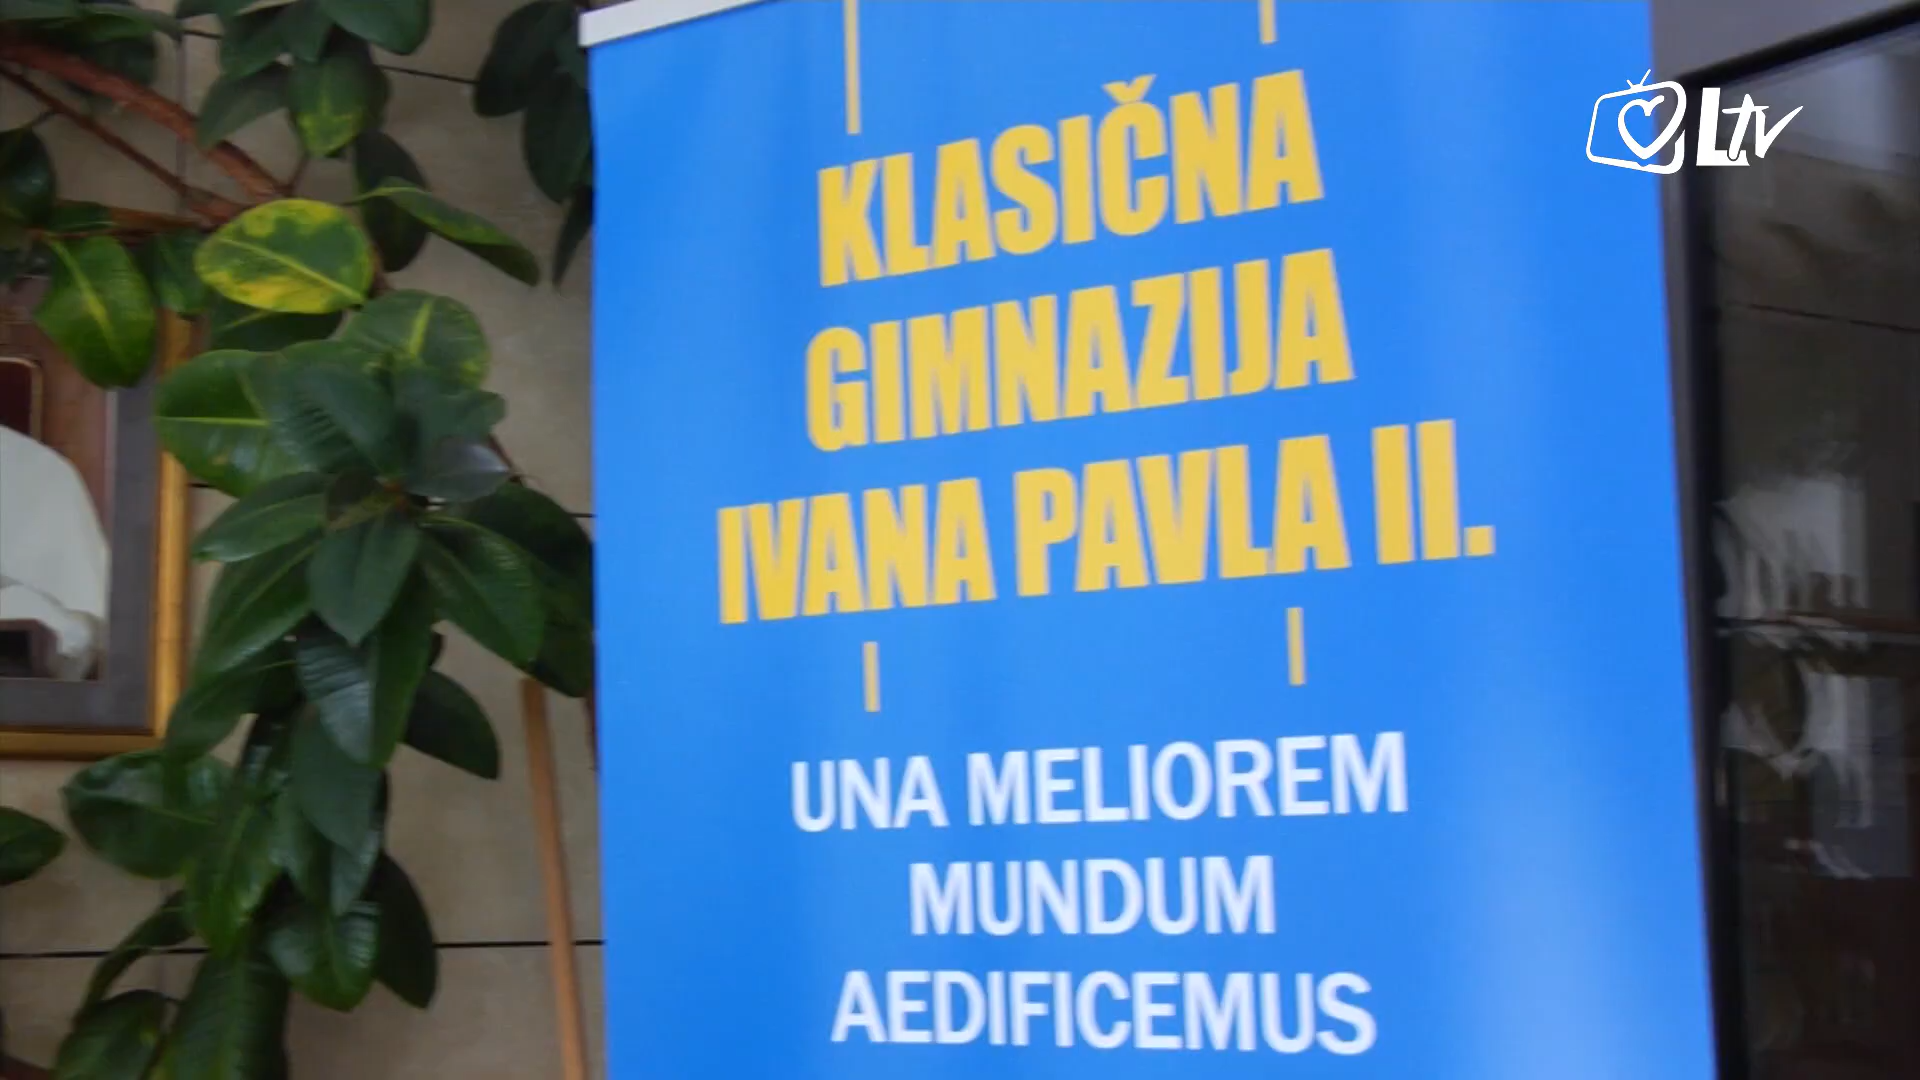 LTV
KLASIČNA
GIMNAZIJA
IVANA PAVLA II.
UNA MELIOREM
MUNDUM
AEDIFICEMUS